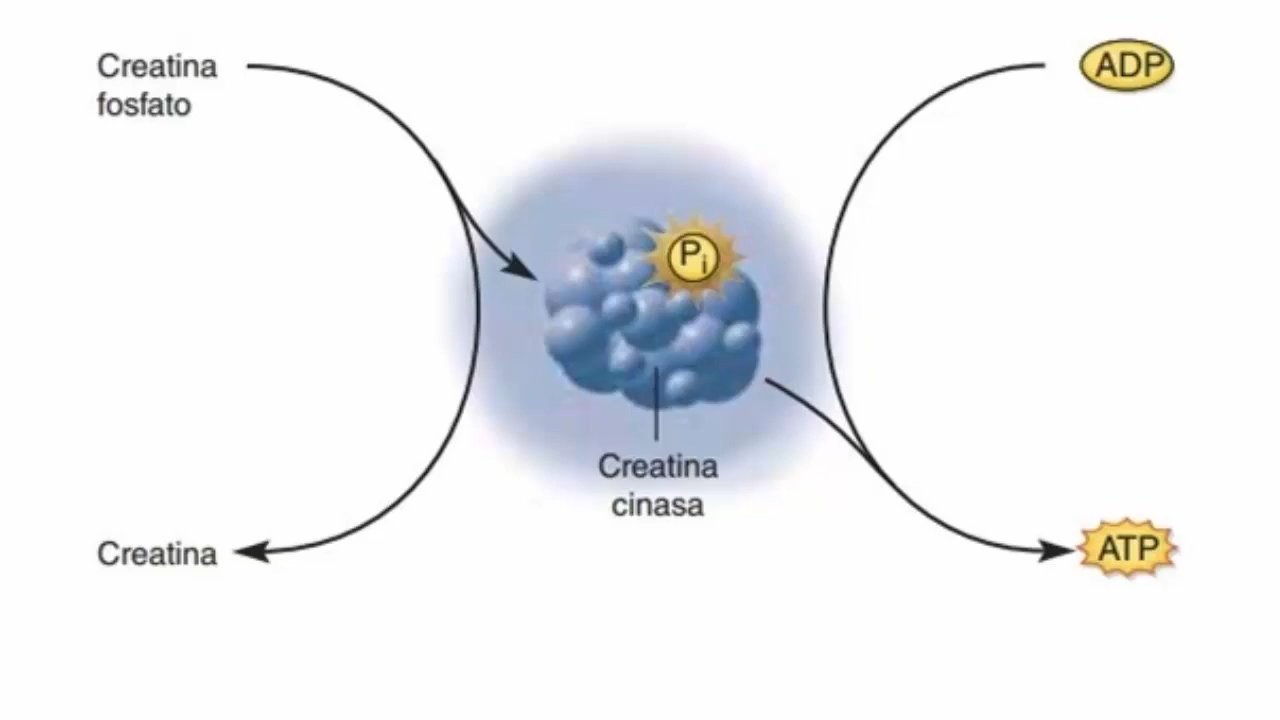 Creatina
fosfato
ADP
Pi
Creatina
cinasa
Creatina
ATP